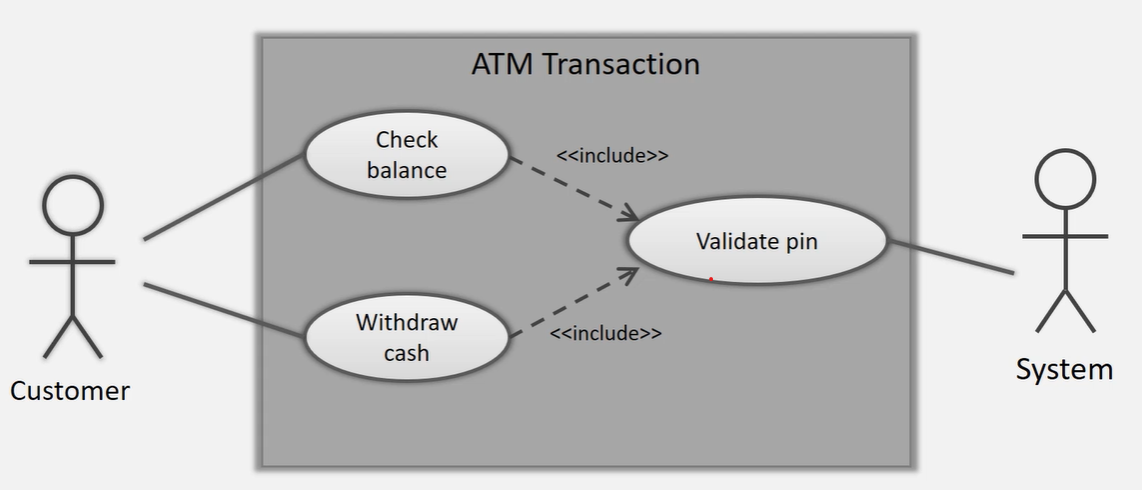 ATM Transaction
Check
balance
<<include>>
Validate pin
Withdraw
cash
<<include>>
Customer
System